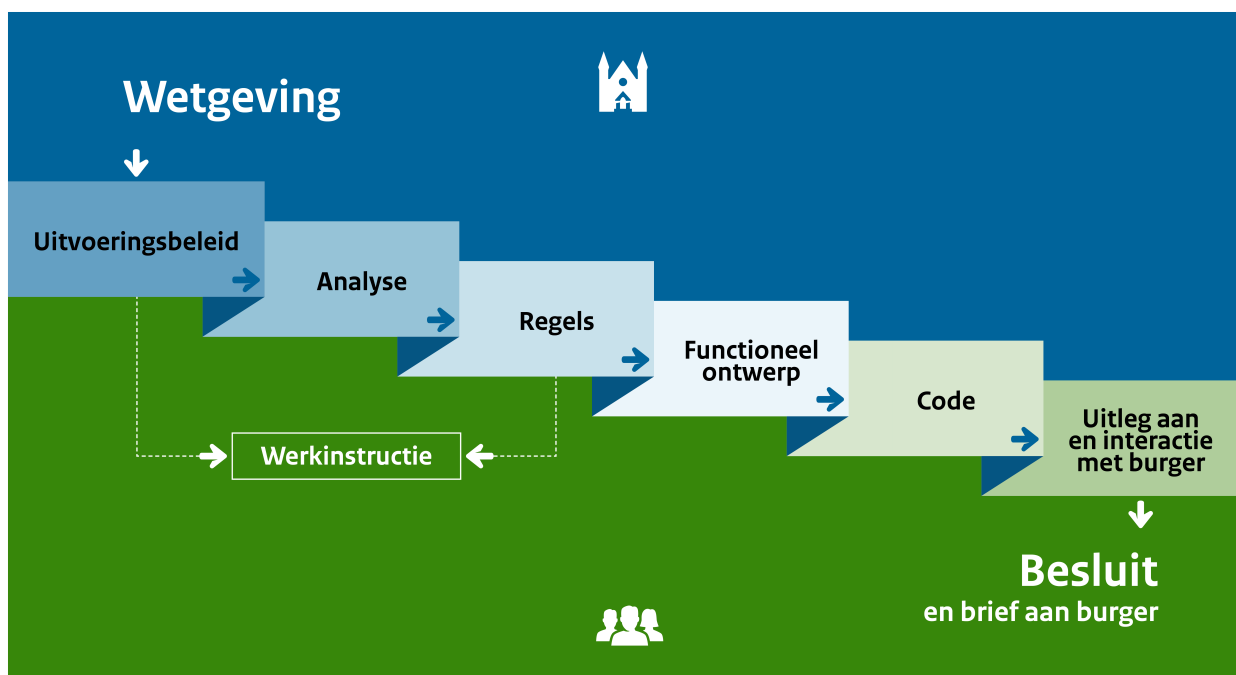 Wetgeving
Uitvoeringsbeleid
Analyse
Regels
Functioneel
ontwerp
Code
Uitleg aan
en interactie
met burger
Werkinstructie
Besluit
en brief aan burger